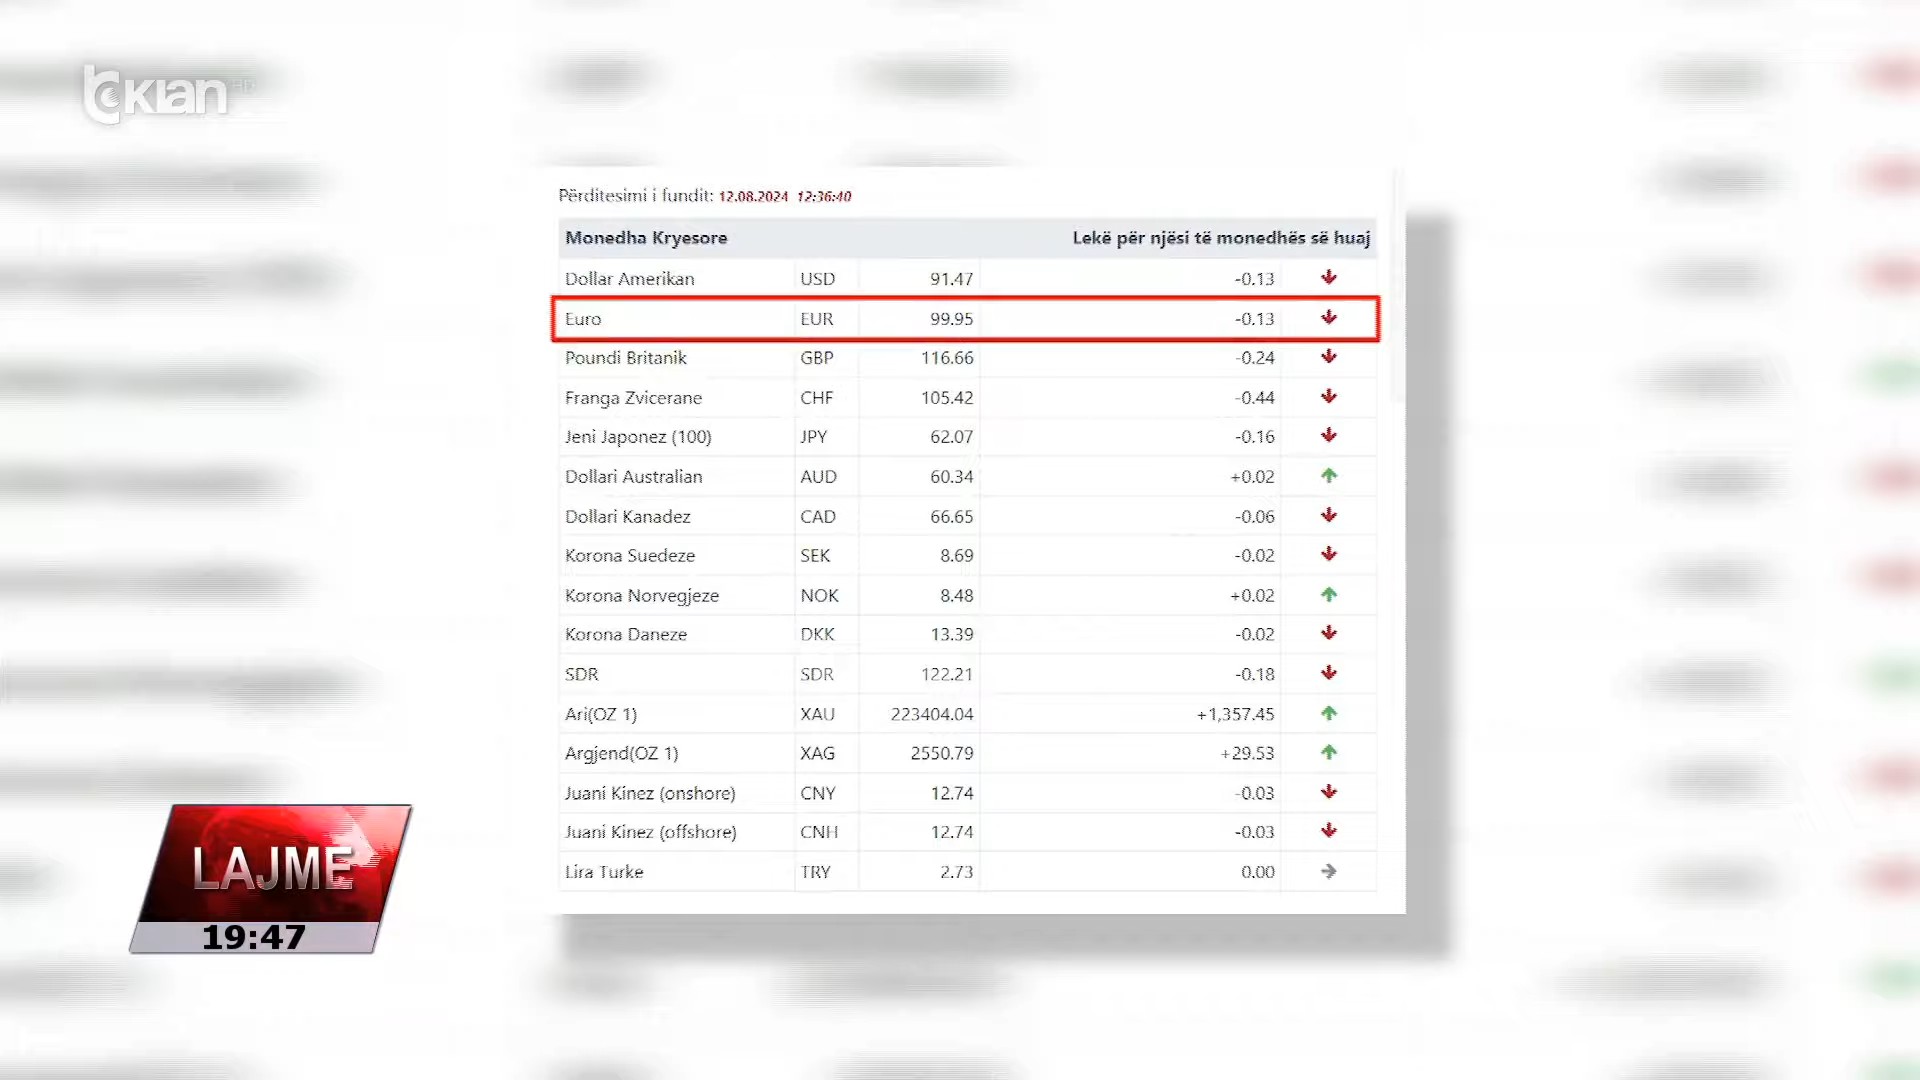 klan HD
Përditesimi i fundit: 12.08.2024 12:36:40
Monedha Kryesore Lekë për njësi të monedhës së huaj
Dollar Amerikan USD 91.47 -0.13
Euro EUR 99.95 -0.13
Poundi Britanik GBP 116.66 -0.24
Franga Zvicerane CHF 105.42 -0.44
Jeni Japonez (100) JPY 62.07 -0.16
Dollari Australian AUD 60.34 +0.02
Dollari Kanadez CAD 66.65 -0.06
Korona Suedeze SEK 8.69 -0.02
Korona Norvegjeze NOK 8.48 +0.02
Korona Daneze DKK 13.39 -0.02
SDR SDR 122.21 -0.18
Ari(OZ 1) XAU 223404.04 +1,357.45
Argjend(OZ 1) XAG 2550.79 +29.53
Juani Kinez (onshore) CNY 12.74 -0.03
Juani Kinez (offshore) CNH 12.74 -0.03
Lira Turke TRY 2.73 0.00
LAJME
19:47